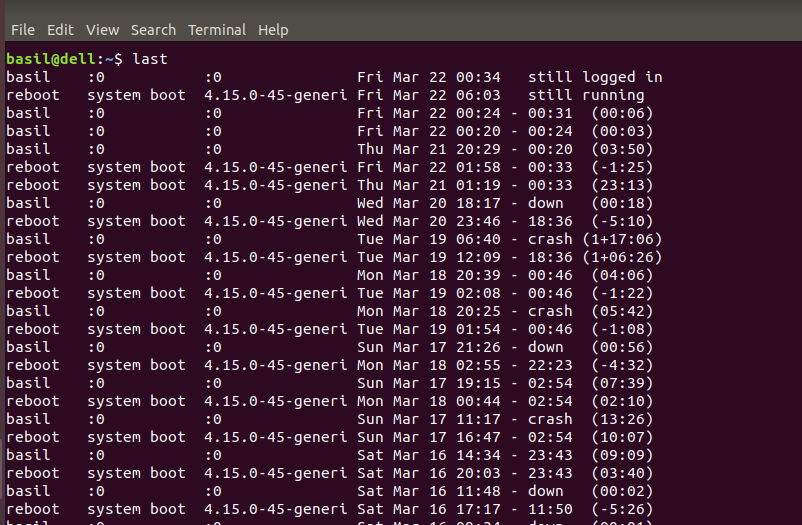 File Edit View Search Terminal Help
basil@dell:~$ last
basil    :0           :0               Fri Mar 22 00:34   still logged in
reboot   system boot  4.15.0-45-generi Fri Mar 22 06:03   still running
basil    :0           :0               Fri Mar 22 00:24 - 00:31  (00:06)
basil    :0           :0               Fri Mar 22 00:20 - 00:24  (00:03)
basil    :0           :0               Thu Mar 21 20:29 - 00:20  (03:50)
reboot   system boot  4.15.0-45-generi Fri Mar 22 01:58 - 00:33  (-1:25)
reboot   system boot  4.15.0-45-generi Thu Mar 21 01:19 - 00:33  (23:13)
basil    :0           :0               Wed Mar 20 18:17 - down   (00:18)
reboot   system boot  4.15.0-45-generi Wed Mar 20 23:46 - 18:36  (-5:10)
basil    :0           :0               Tue Mar 19 06:40 - crash (1+17:06)
reboot   system boot  4.15.0-45-generi Tue Mar 19 12:09 - 18:36 (1+06:26)
basil    :0           :0               Mon Mar 18 20:39 - 00:46  (04:06)
reboot   system boot  4.15.0-45-generi Tue Mar 19 02:08 - 00:46  (-1:22)
basil    :0           :0               Mon Mar 18 20:25 - crash  (05:42)
reboot   system boot  4.15.0-45-generi Tue Mar 19 01:54 - 00:46  (-1:08)
basil    :0           :0               Sun Mar 17 21:26 - down   (00:56)
reboot   system boot  4.15.0-45-generi Mon Mar 18 02:55 - 22:23  (-4:32)
basil    :0           :0               Sun Mar 17 19:15 - 02:54  (07:39)
reboot   system boot  4.15.0-45-generi Mon Mar 18 00:44 - 02:54  (02:10)
basil    :0           :0               Sun Mar 17 11:17 - crash  (13:26)
reboot   system boot  4.15.0-45-generi Sun Mar 17 16:47 - 02:54  (10:07)
basil    :0           :0               Sat Mar 16 14:34 - 23:43  (09:09)
reboot   system boot  4.15.0-45-generi Sat Mar 16 20:03 - 23:43  (03:40)
basil    :0           :0               Sat Mar 16 11:48 - down   (00:02)
reboot   system boot  4.15.0-45-generi Sat Mar 16 17:17 - 11:50  (-5:26)